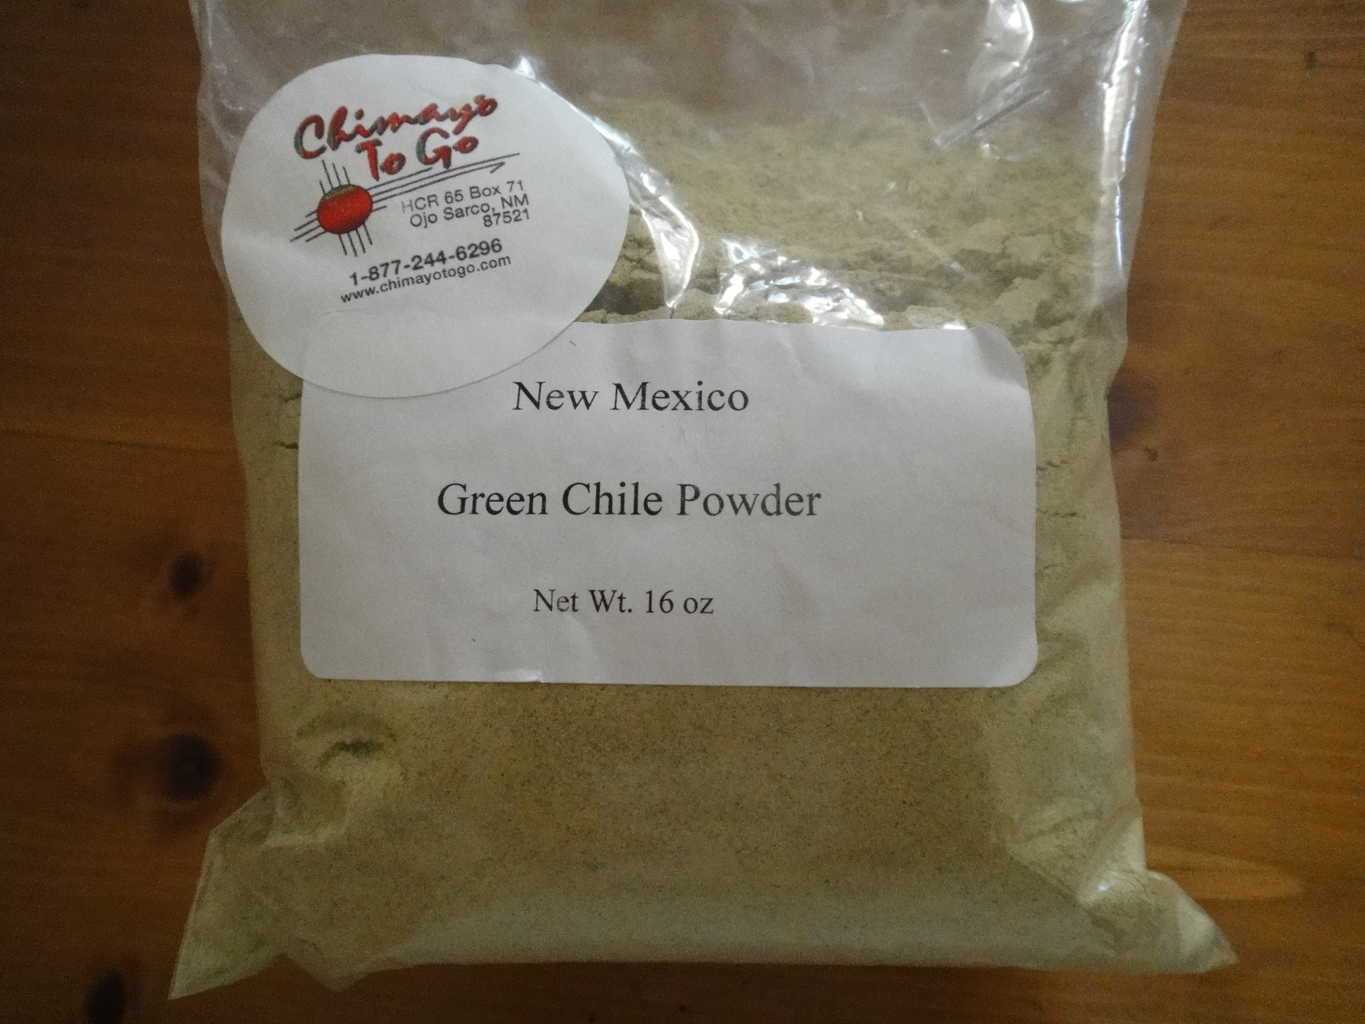 Chimayo
To Go
HCR 65 Box 71
Ojo Sarco, NM
87521
1-877-244-6296
www.chimayotogo.com
New Mexico
Green Chile Powder
Net Wt. 16 oz